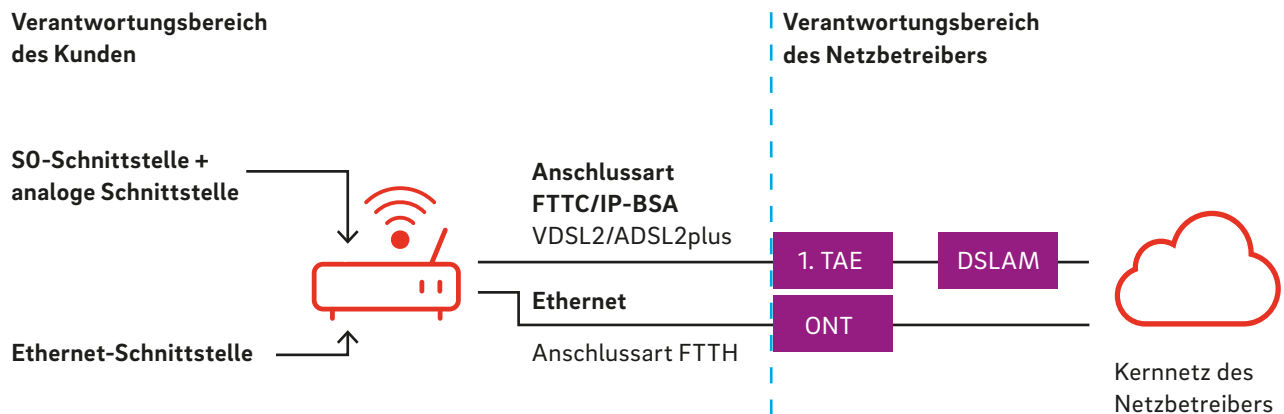 Verantwortungsbereich
des Kunden
Verantwortungsbereich
des Netzbetreibers
S0-Schnittstelle +
analoge Schnittstelle
Anschlussart
FTTC/IP-BSA
VDSL2/ADSL2plus
1. TAE
DSLAM
Ethernet
ONT
Ethernet-Schnittstelle
Anschlussart FTTH
Kernnetz des
Netzbetreibers